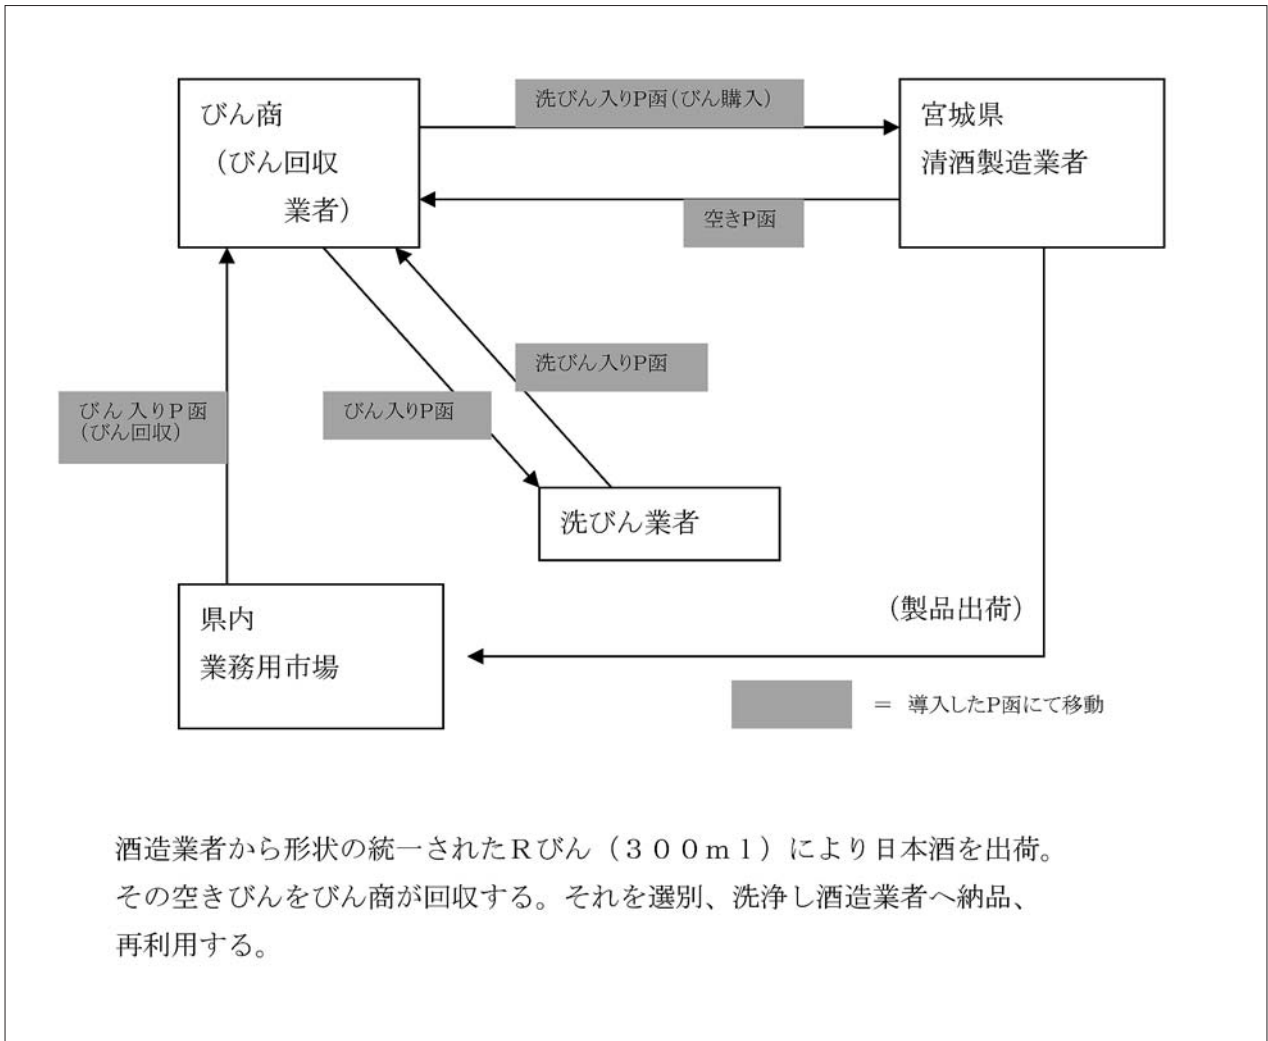 びん商
（びん回収
業者）
洗びん入りＰ函（びん購入）
宮城県
清酒製造業者
空きＰ函
洗びん入りＰ函
びん入りＰ函
（びん回収）
びん入りＰ函
洗びん業者
県内
業務用市場
（製品出荷）
＝ 導入したＰ函にて移動
酒造業者から形状の統一されたＲびん（３００ｍｌ）により日本酒を出荷。
その空きびんをびん商が回収する。それを選別、洗浄し酒造業者へ納品、
再利用する。